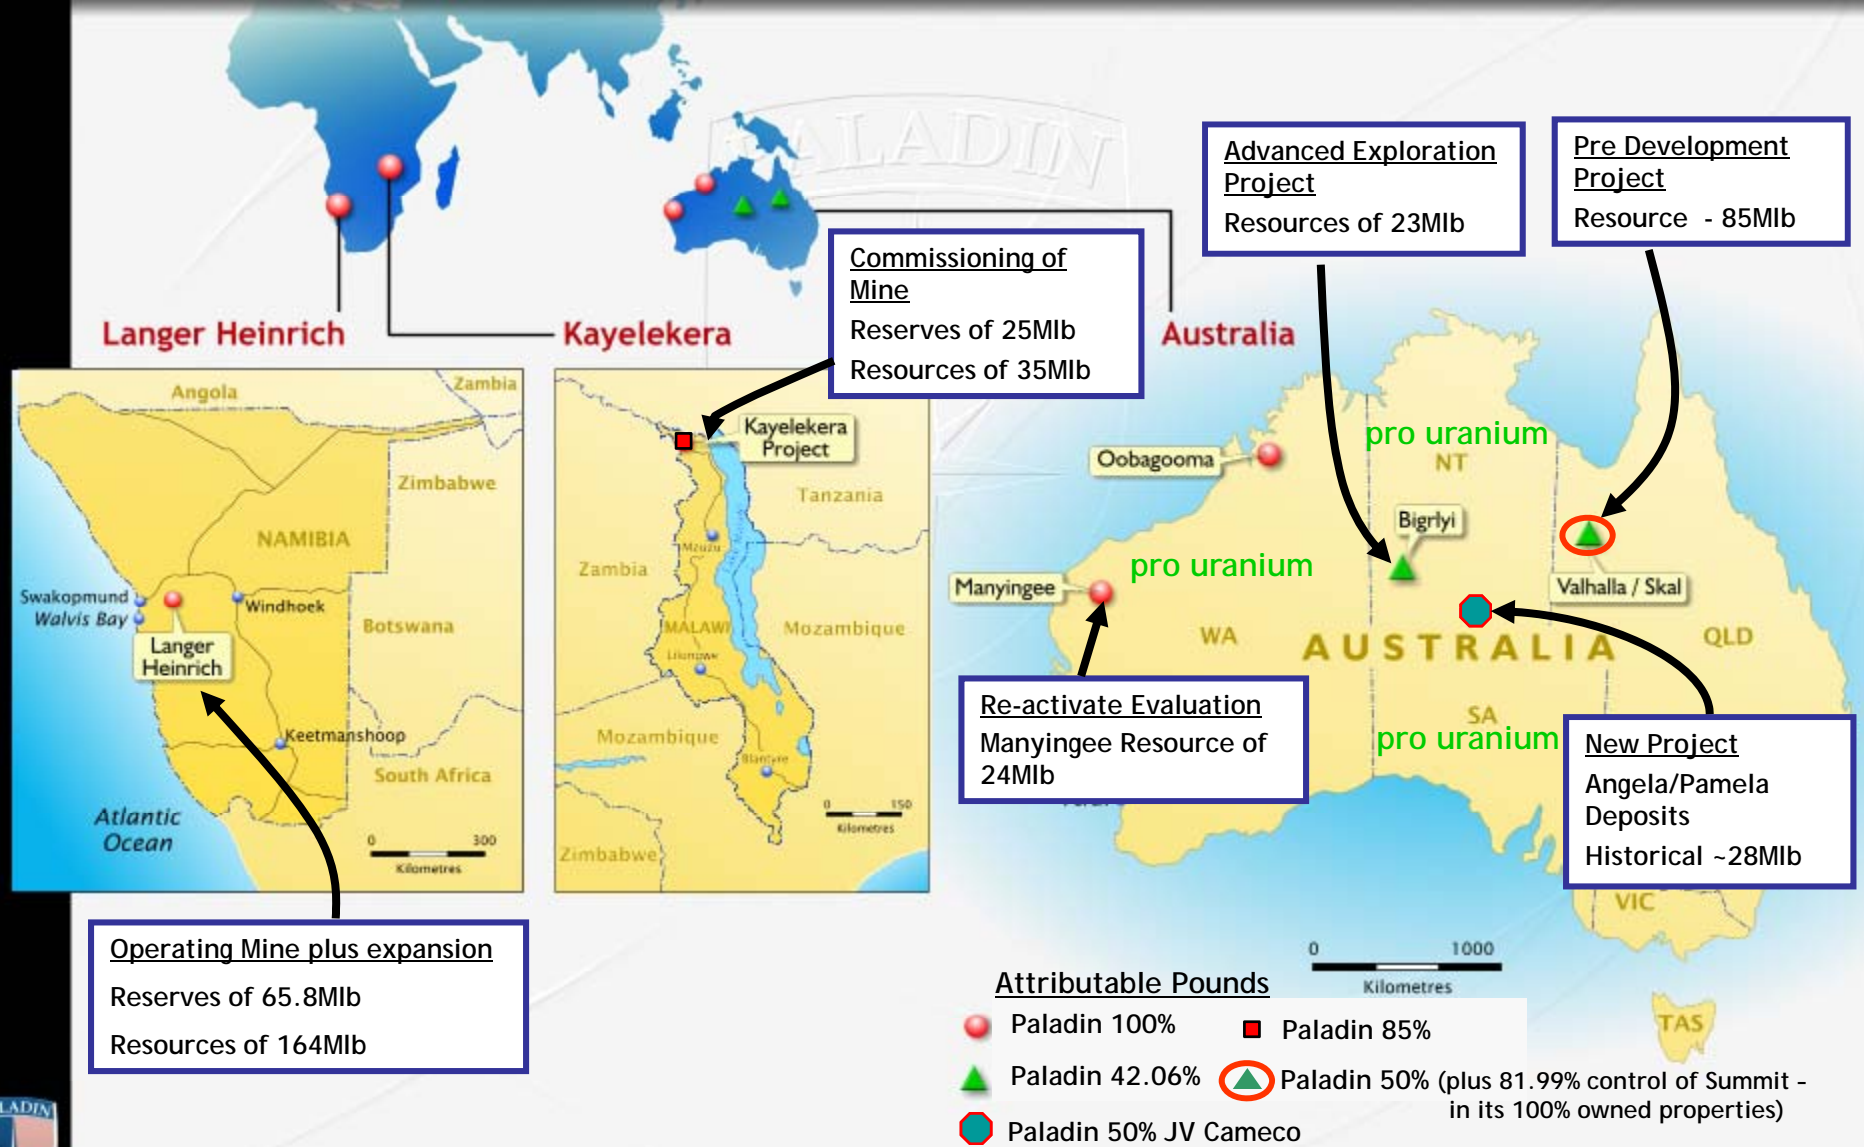 PALADIN
Advanced Exploration
Project
Resources of 23Mlb
Pre Development
Project
Resource - 85Mlb
Commissioning of
Mine
Reserves of 25Mlb
Resources of 35Mlb
Langer Heinrich
Kayelekera
Australia
Angola
Zambia
Zimbabwe
NAMIBIA
Swakopmund
Walvis Bay
Windhoek
Botswana
Langer
Heinrich
Keetmanshoop
South Africa
Atlantic
Ocean
0 300
Kilometres
Kayelekera
Project
Tanzania
Mzuzu
Zambia
MALAWI
Mozambique
Lilongwe
Mozambique
Blantyre
0 150
Kilometres
Zimbabwe
pro uranium
NT
Oobagooma
Bigrlyi
pro uranium
Manyingee
Valhalla / Skal
WA
AUSTRALIA
QLD
SA
pro uranium
Re-activate Evaluation
Manyingee Resource of
24Mlb
New Project
Angela/Pamela
Deposits
Historical ~28Mlb
VIC
0 1000
Kilometres
TAS
Operating Mine plus expansion
Reserves of 65.8Mlb
Resources of 164Mlb
Attributable Pounds
Paladin 100%
Paladin 85%
Paladin 42.06%
Paladin 50% (plus 81.99% control of Summit -
in its 100% owned properties)
Paladin 50% JV Cameco